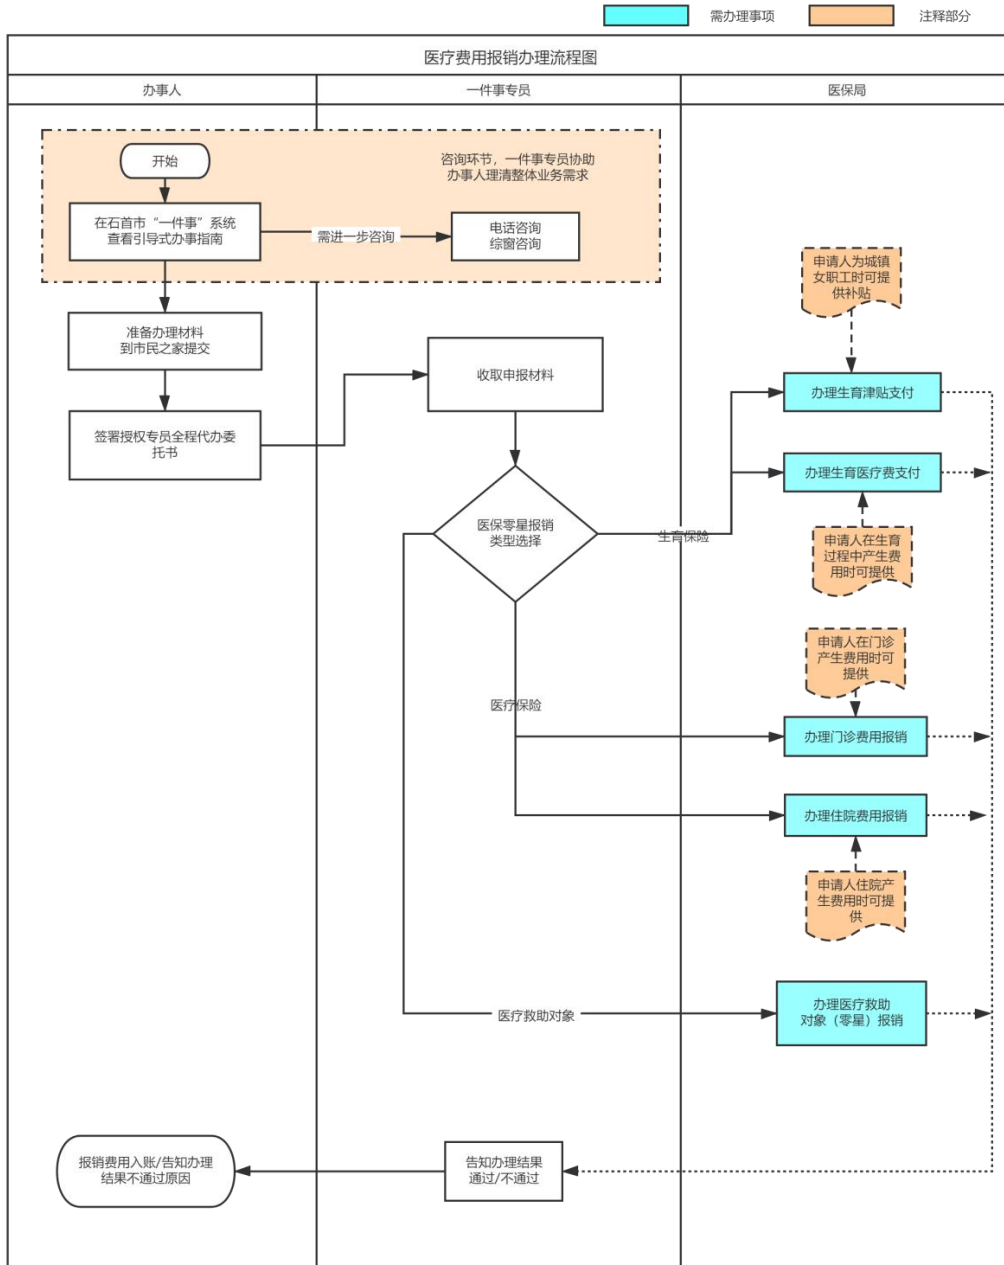 需办理事项
注释部分
医疗费用报销办理流程图
办事人
一件事专员
医保局
开始
咨询环节，一件事专员协助
办事人理清整体业务需求
在石首市“一件事”系统
查看引导式办事指南
需进一步咨询
电话咨询
综窗咨询
申请人为城镇
女职工时可提
供补贴
准备办理材料
到市民之家提交
收取申报材料
办理生育津贴支付
签署授权专员全程代办委
托书
办理生育医疗费支付
医保零星报销
类型选择
生育保险
申请人在生育
过程中产生费
用时可提供
申请人在门诊
产生费用时可
提供
医疗保险
办理门诊费用报销
办理住院费用报销
申请人住院产
生费用时可提
供
医疗救助对象
办理医疗救助
对象（零星）报销
报销费用入账/告知办理
结果不通过原因
告知办理结果
通过/不通过